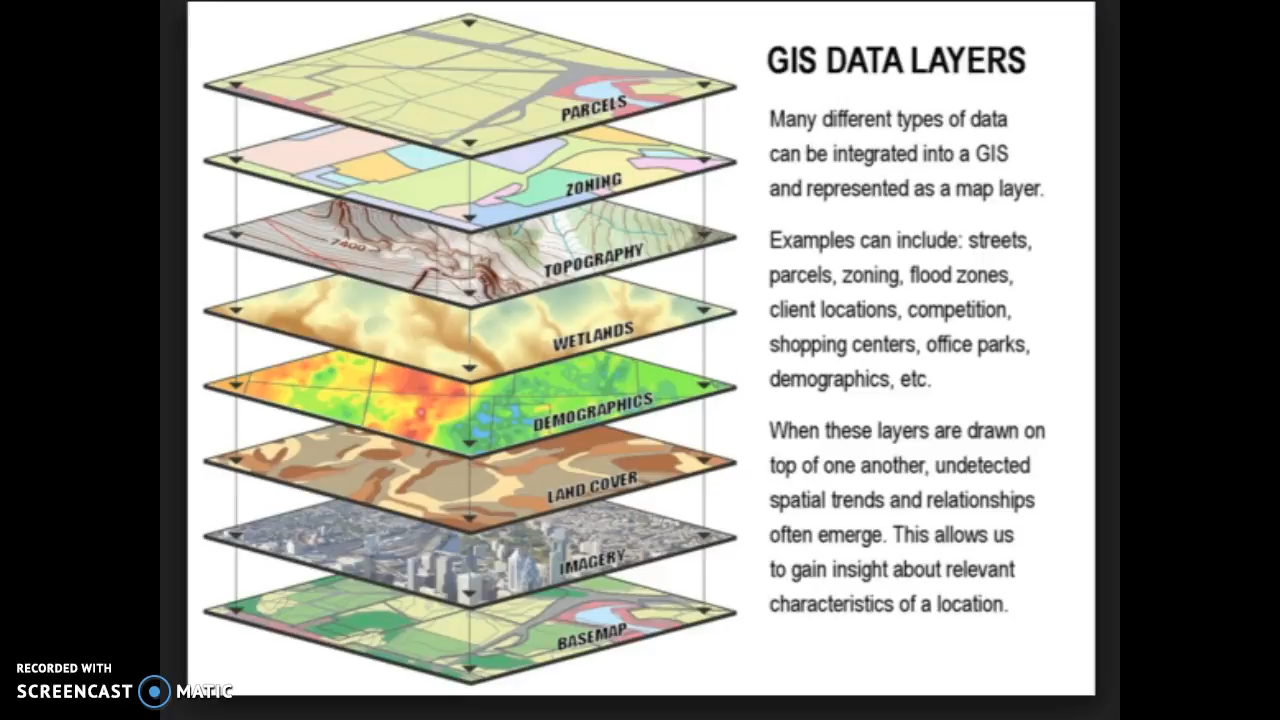 GIS DATA LAYERS
Many different types of data
can be integrated into a GIS
and represented as a map layer.
Examples can include: streets,
parcels, zoning, flood zones,
client locations, competition,
shopping centers, office parks,
demographics, etc.
When these layers are drawn on
top of one another, undetected
spatial trends and relationships
often emerge. This allows us
to gain insight about relevant
characteristics of a location.
PARCELS
ZONING
7400
TOPOGRAPHY
WETLANDS
DEMOGRAPHICS
LAND COVER
IMAGERY
BASEMAP
RECORDED WITH
SCREENCAST MATIC